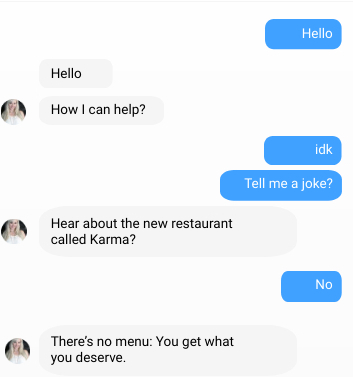 Hello
Hello
How I can help?
idk
Tell me a joke?
Hear about the new restaurant
called Karma?
No
There's no menu: You get what
you deserve.